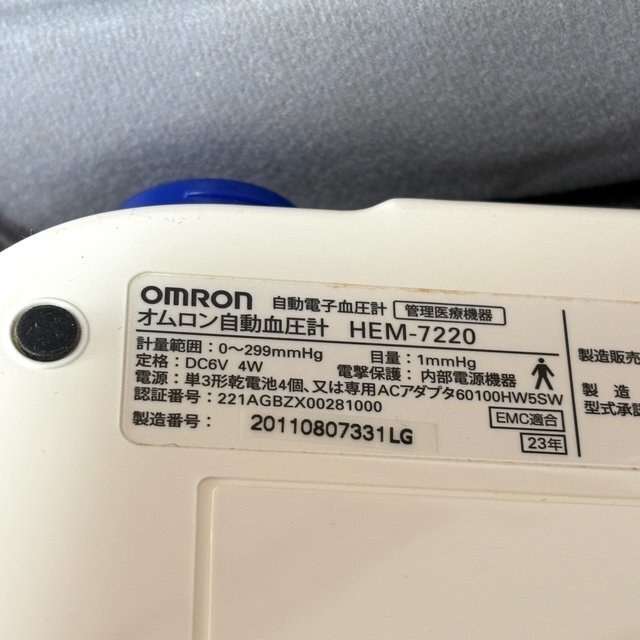 OMRON 自動電子血圧計 管理医療機器
オムロン自動血圧計 HEM-7220
計量範囲：0～299mmHg 目量：1mmHg
定格：DC6V 4W 電撃保護：内部電源機器
電源：単3形乾電池4個、又は専用ACアダプタ60100HW5SW
認証番号：221AGBZX00281000 EMC適合
製造番号： 20110807331LG 23年
製造販売
製造
型式承認